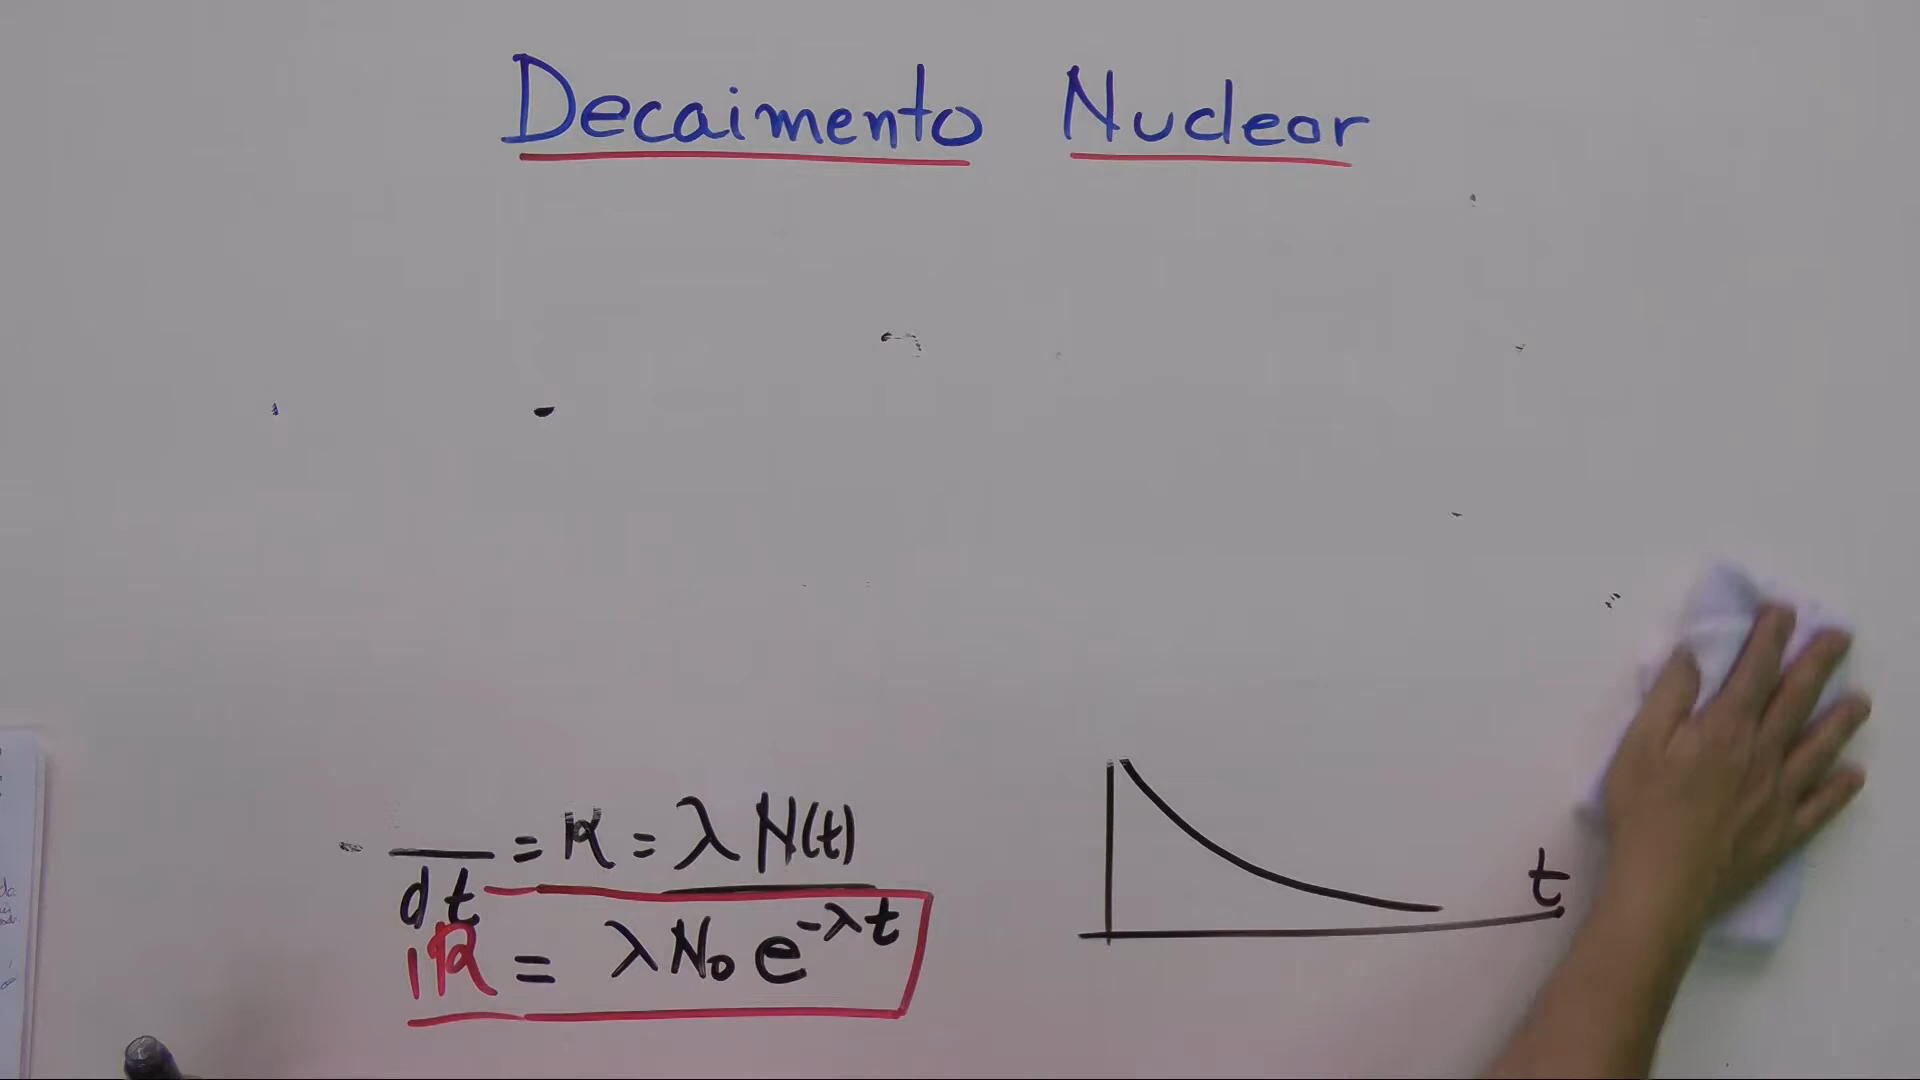 Decaimento Nuclear
- /dt = R = λ N(t)
R = λ N₀ e^{-λt}
t